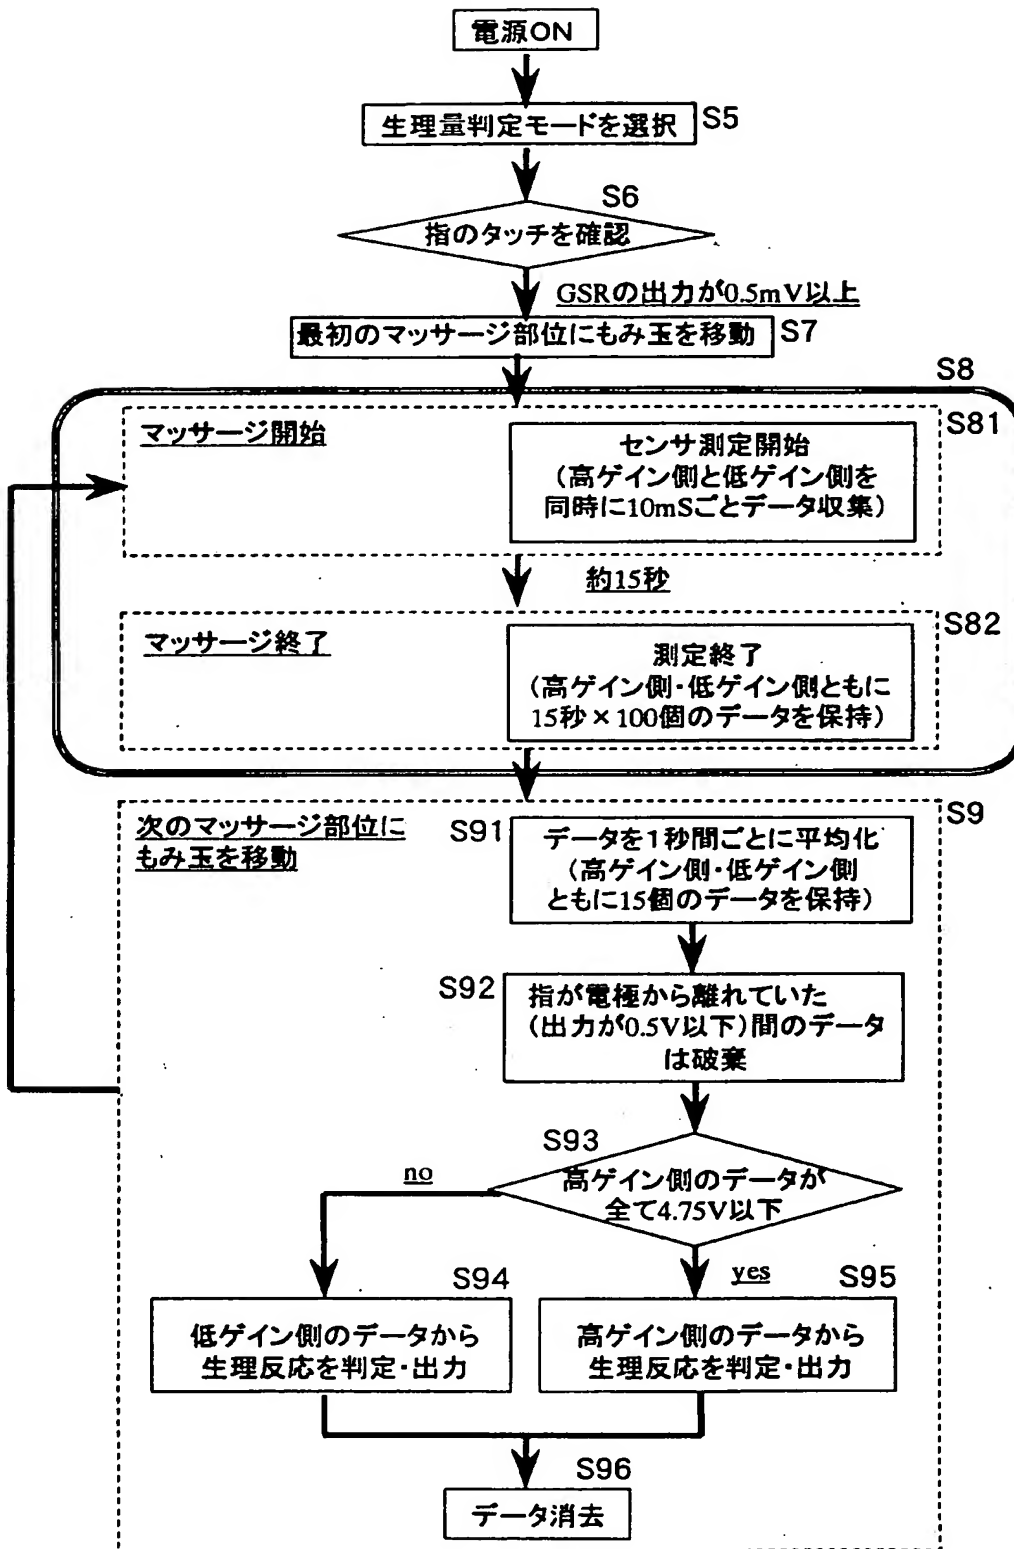 電源ON
生理量判定モードを選択
S5
S6
指のタッチを確認
GSRの出力が0.5mV以上
最初のマッサージ部位にもみ玉を移動
S7
S8
S81
マッサージ開始
センサ測定開始
(高ゲイン側と低ゲイン側を
同時に10mSごとデータ収集)
約15秒
S82
マッサージ終了
測定終了
(高ゲイン側・低ゲイン側ともに
15秒×100個のデータを保持)
S9
次のマッサージ部位に
もみ玉を移動
S91
データを1秒間ごとに平均化
(高ゲイン側・低ゲイン側
ともに15個のデータを保持)
S92
指が電極から離れていた
(出力が0.5V以下)間のデータ
は破棄
S93
高ゲイン側のデータが
全て4.75V以下
no
yes
S94
低ゲイン側のデータから
生理反応を判定・出力
S95
高ゲイン側のデータから
生理反応を判定・出力
S96
データ消去